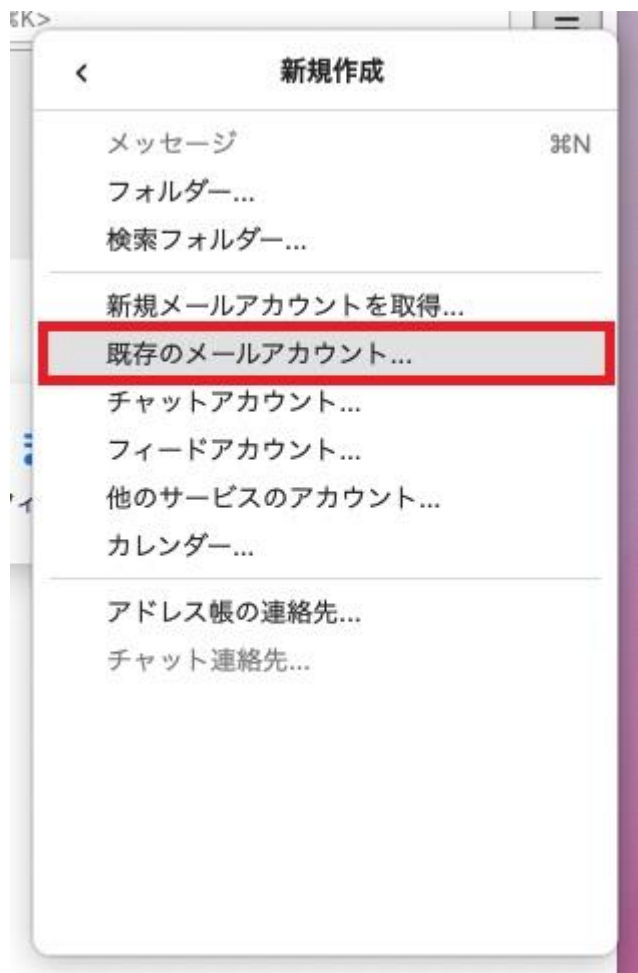 ⌘K>
新規作成
メッセージ ⌘N
フォルダー...
検索フォルダー...
新規メールアカウントを取得...
既存のメールアカウント...
チャットアカウント...
フィードアカウント...
他のサービスのアカウント...
カレンダー...
アドレス帳の連絡先...
チャット連絡先...